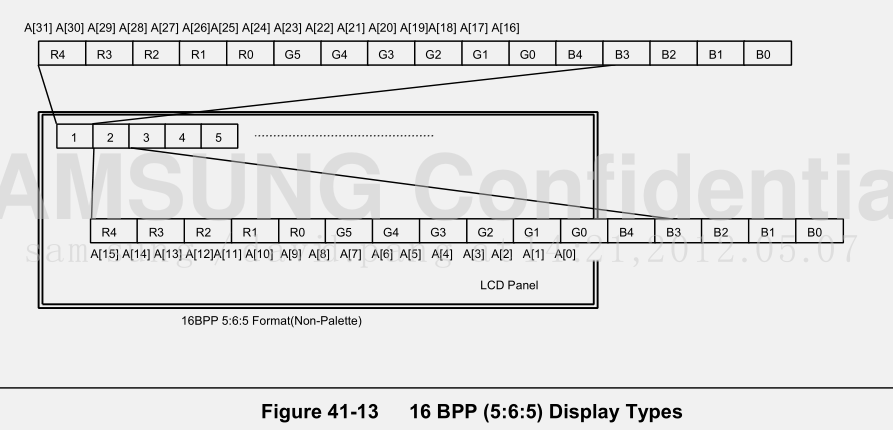 A[31] A[30] A[29] A[28] A[27] A[26]A[25] A[24] A[23] A[22] A[21] A[20] A[19]A[18] A[17] A[16]
R4 R3 R2 R1 R0 G5 G4 G3 G2 G1 G0 B4 B3 B2 B1 B0
1 2 3 4 5
AMSUNG Confidentia
R4 R3 R2 R1 R0 G5 G4 G3 G2 G1 G0 B4 B3 B2 B1 B0
A[15] A[14] A[13] A[12]A[11] A[10] A[9] A[8] A[7] A[6] A[5] A[4] A[3] A[2] A[1] A[0]
2012.05.07
LCD Panel
16BPP 5:6:5 Format(Non-Palette)
Figure 41-13 16 BPP (5:6:5) Display Types